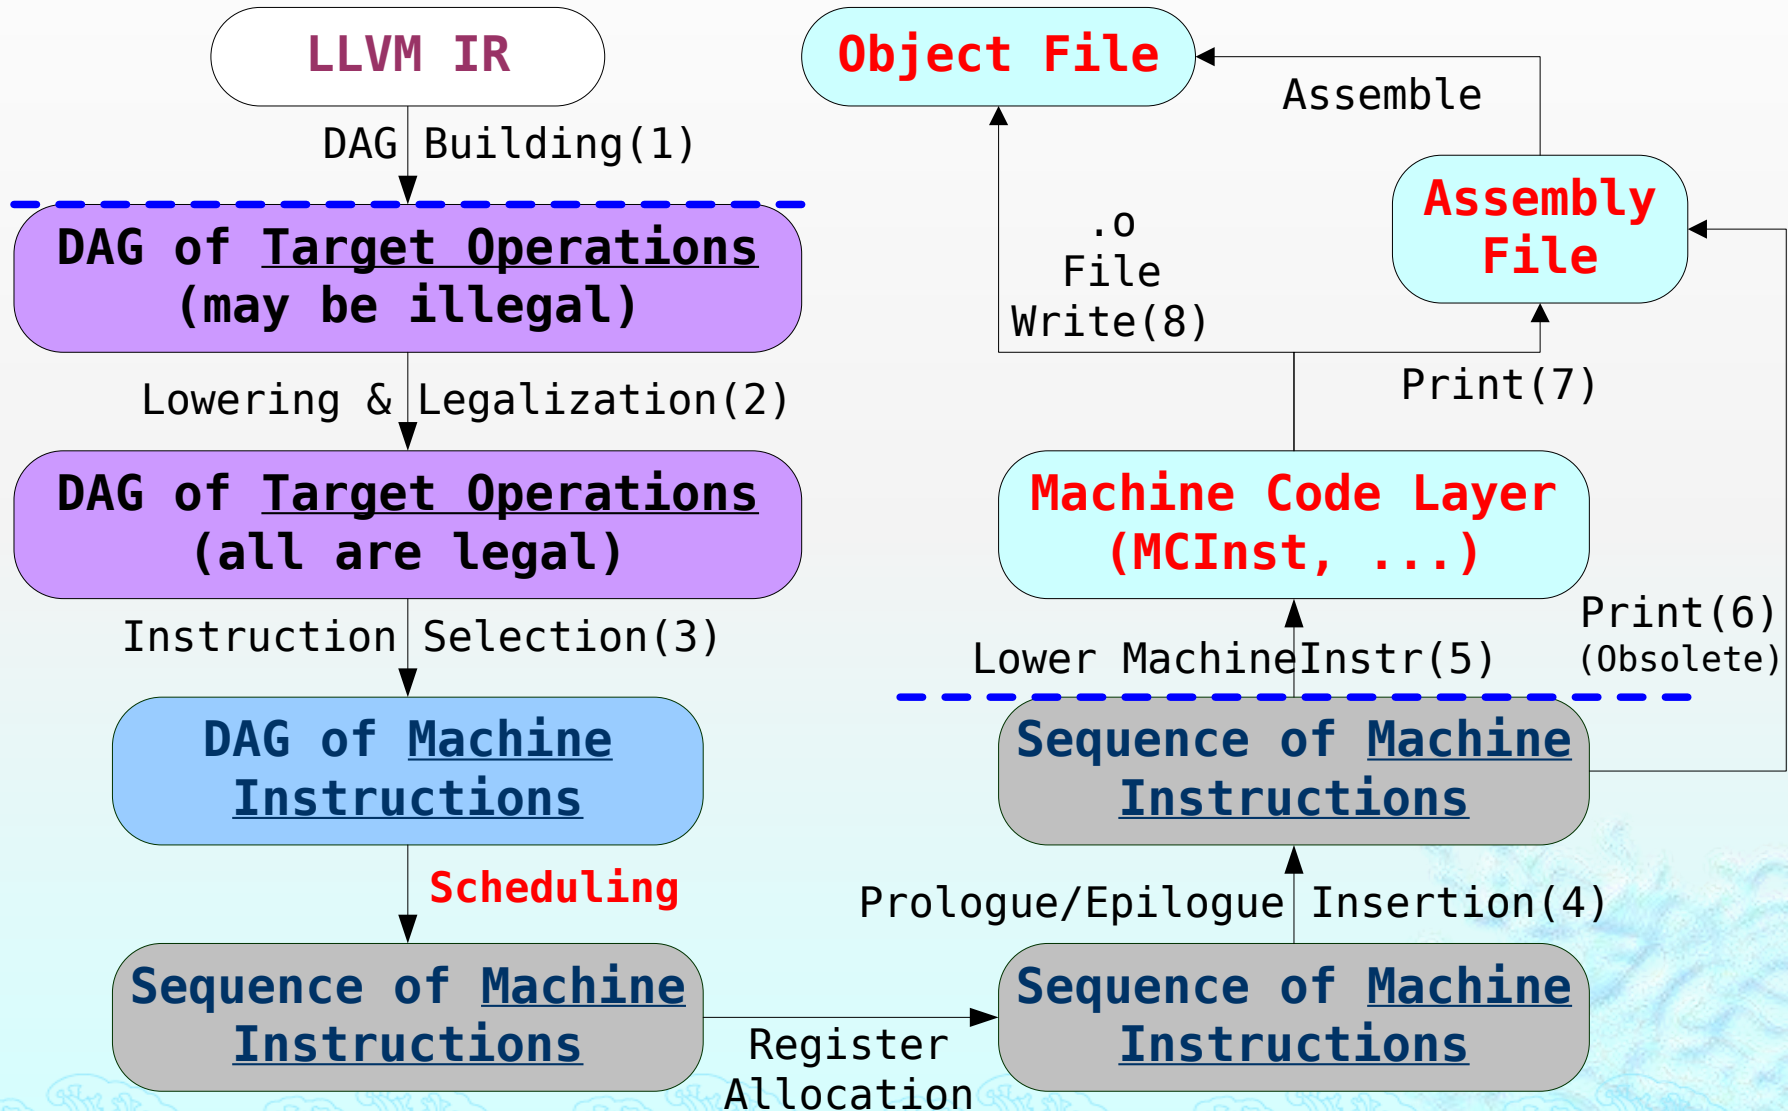 LLVM IR
DAG Building(1)
DAG of Target Operations
(may be illegal)
Lowering & Legalization(2)
DAG of Target Operations
(all are legal)
Instruction Selection(3)
DAG of Machine
Instructions
Scheduling
Sequence of Machine
Instructions
Register
Allocation
Sequence of Machine
Instructions
Prologue/Epilogue Insertion(4)
Sequence of Machine
Instructions
Lower MachineInstr(5)
Print(6)
(Obsolete)
Machine Code Layer
(MCInst, ...)
Print(7)
.o
File
Write(8)
Assembly
File
Assemble
Object File